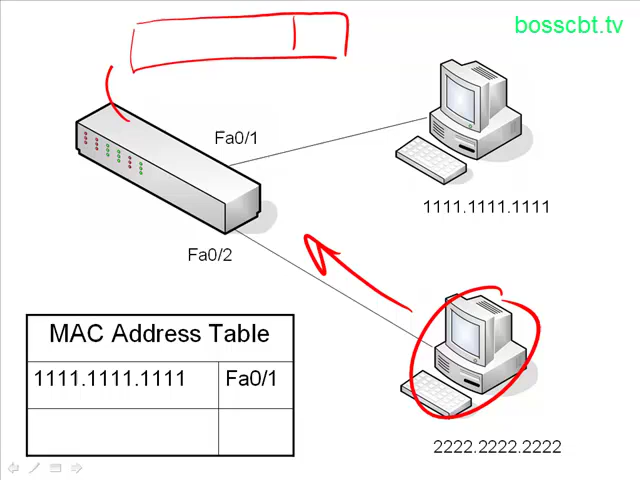 bosscbt.tv
Fa0/1
1111.1111.1111
Fa0/2
MAC Address Table
1111.1111.1111 Fa0/1
2222.2222.2222